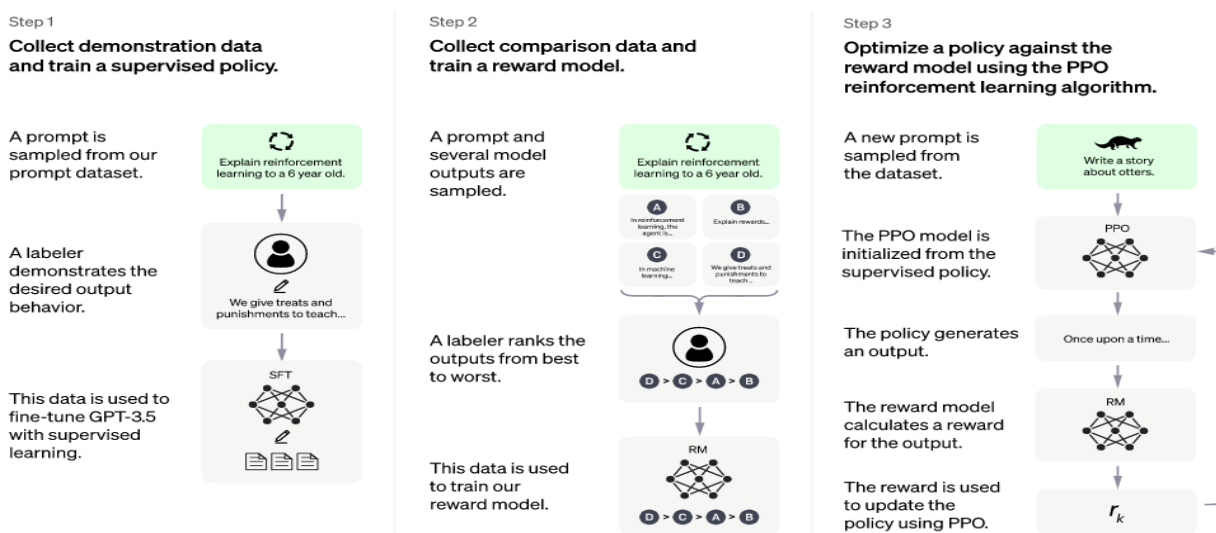 Step 1
Collect demonstration data
and train a supervised policy.
A prompt is
sampled from our
prompt dataset.
Explain reinforcement
learning to a 6 year old.
A labeler
demonstrates the
desired output
behavior.
We give treats and
punishments to teach...
This data is used to
fine-tune GPT-3.5
with supervised
learning.
SFT
Step 2
Collect comparison data and
train a reward model.
A prompt and
several model
outputs are
sampled.
Explain reinforcement
learning to a 6 year old.
A
In reinforcement
learning, the
agent is...
B
Explain rewards...
C
In machine
learning...
D
We give treats and
punishments to
teach...
A labeler ranks the
outputs from best
to worst.
D > C > A > B
This data is used
to train our
reward model.
RM
D > C > A > B
Step 3
Optimize a policy against the
reward model using the PPO
reinforcement learning algorithm.
A new prompt is
sampled from
the dataset.
Write a story
about otters.
The PPO model is
initialized from the
supervised policy.
PPO
The policy generates
an output.
Once upon a time...
The reward model
calculates a reward
for the output.
RM
The reward is used
to update the
policy using PPO.
rk